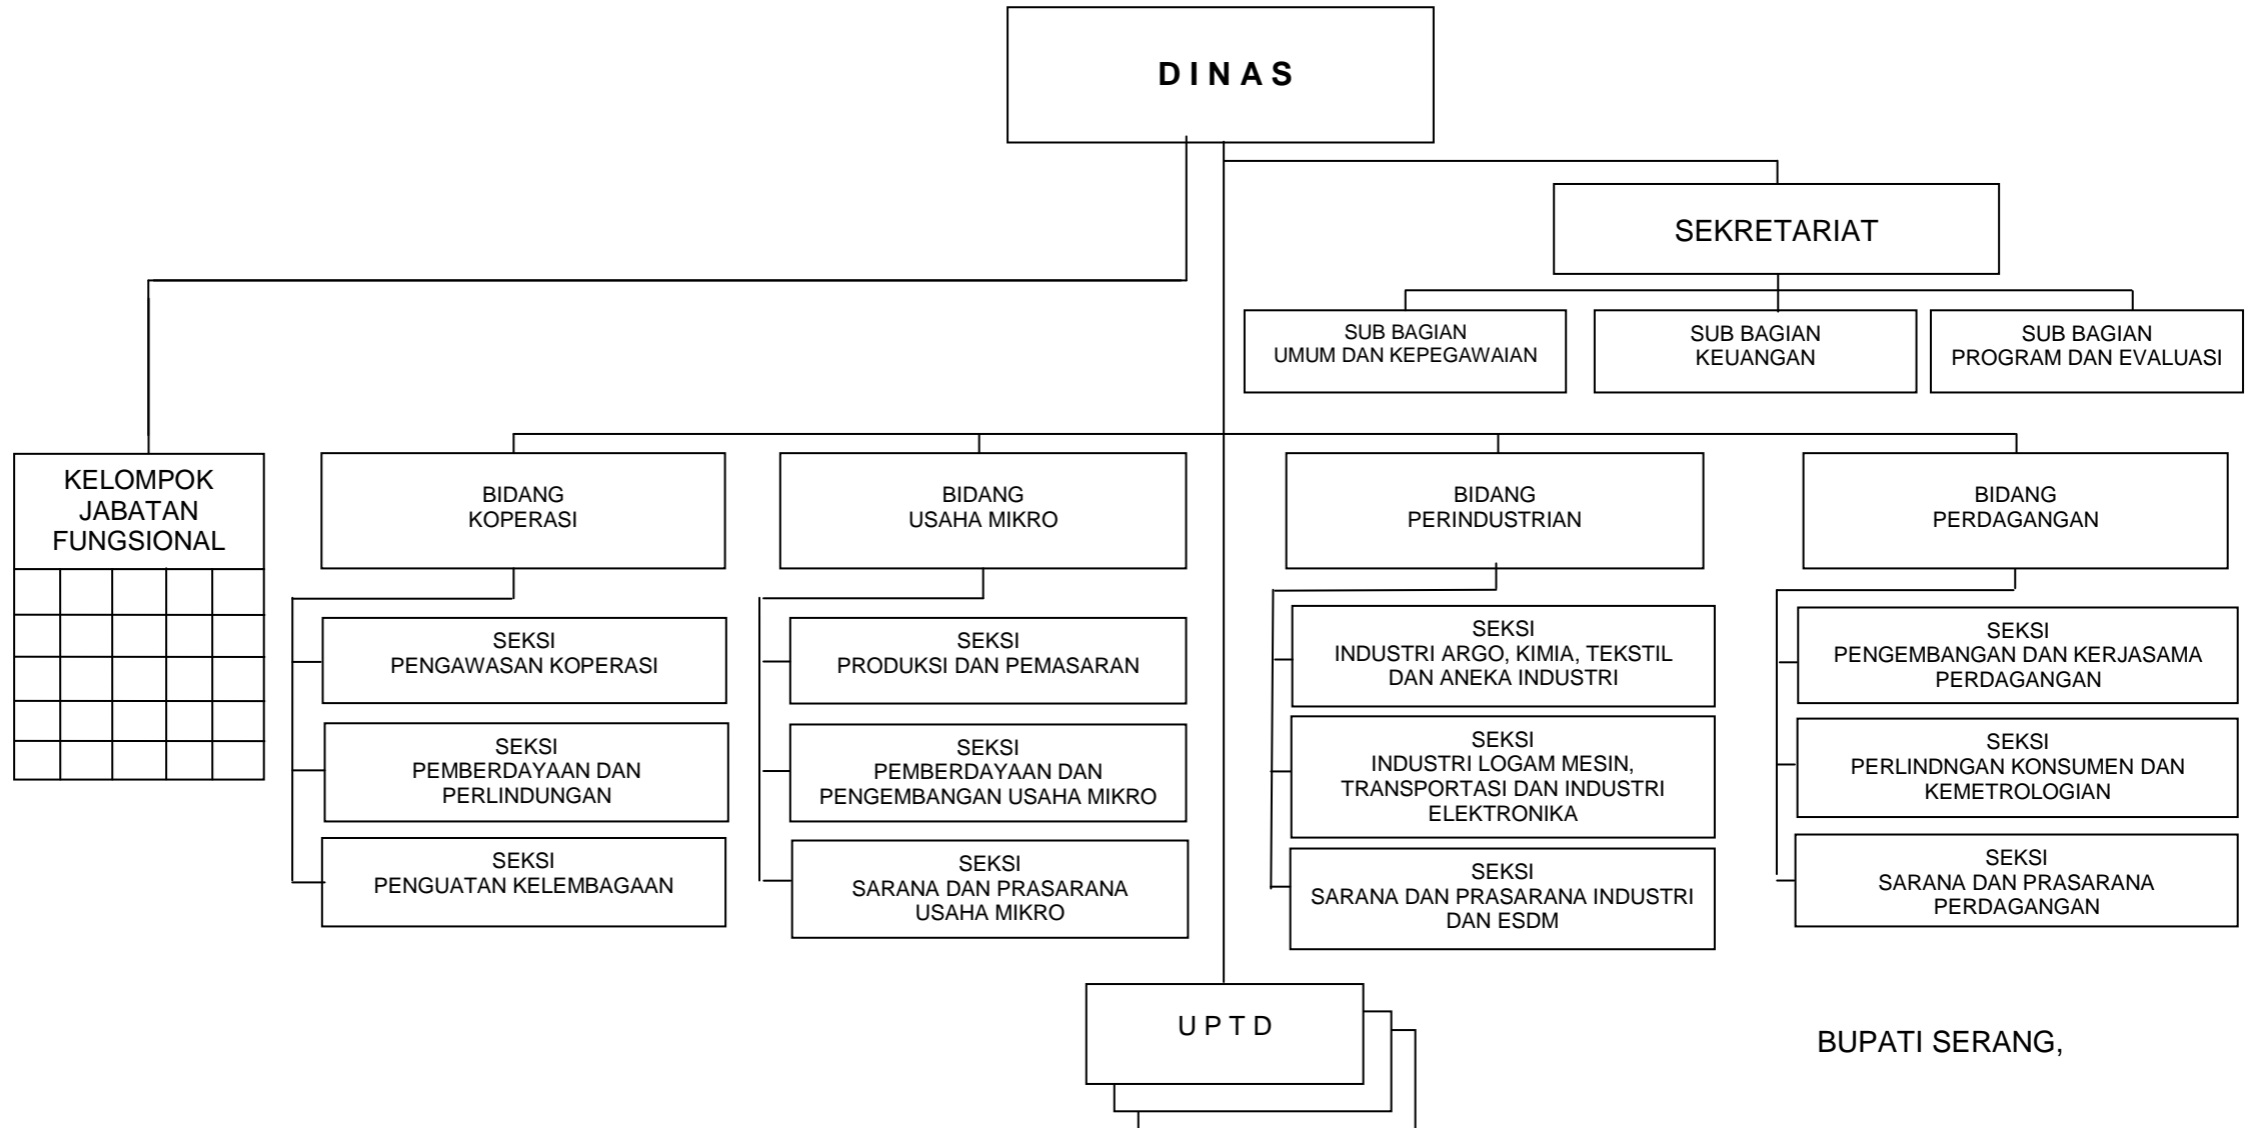 D I N A S
SEKRETARIAT
SUB BAGIAN
UMUM DAN KEPEGAWAIAN
SUB BAGIAN
KEUANGAN
SUB BAGIAN
PROGRAM DAN EVALUASI
KELOMPOK
JABATAN
FUNGSIONAL
BIDANG
KOPERASI
BIDANG
USAHA MIKRO
BIDANG
PERINDUSTRIAN
BIDANG
PERDAGANGAN
SEKSI
PENGAWASAN KOPERASI
SEKSI
PEMBERDAYAAN DAN
PERLINDUNGAN
SEKSI
PENGUATAN KELEMBAGAAN
SEKSI
PRODUKSI DAN PEMASARAN
SEKSI
PEMBERDAYAAN DAN
PENGEMBANGAN USAHA MIKRO
SEKSI
SARANA DAN PRASARANA
USAHA MIKRO
SEKSI
INDUSTRI ARGO, KIMIA, TEKSTIL
DAN ANEKA INDUSTRI
SEKSI
INDUSTRI LOGAM MESIN,
TRANSPORTASI DAN INDUSTRI
ELEKTRONIKA
SEKSI
SARANA DAN PRASARANA INDUSTRI
DAN ESDM
SEKSI
PENGEMBANGAN DAN KERJASAMA
PERDAGANGAN
SEKSI
PERLINDNGAN KONSUMEN DAN
KEMETROLOGIAN
SEKSI
SARANA DAN PRASARANA
PERDAGANGAN
U P T D
BUPATI SERANG,